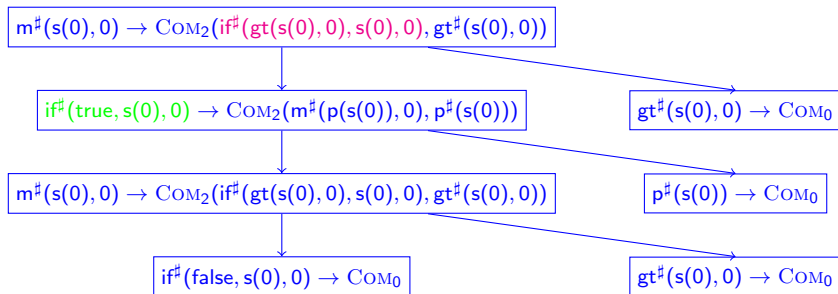 m♯(s(0), 0) → COM₂(if♯(gt(s(0), 0), s(0), 0), gt♯(s(0), 0))
if♯(true, s(0), 0) → COM₂(m♯(p(s(0)), 0), p♯(s(0)))
gt♯(s(0), 0) → COM₀
m♯(s(0), 0) → COM₂(if♯(gt(s(0), 0), s(0), 0), gt♯(s(0), 0))
p♯(s(0)) → COM₀
if♯(false, s(0), 0) → COM₀
gt♯(s(0), 0) → COM₀